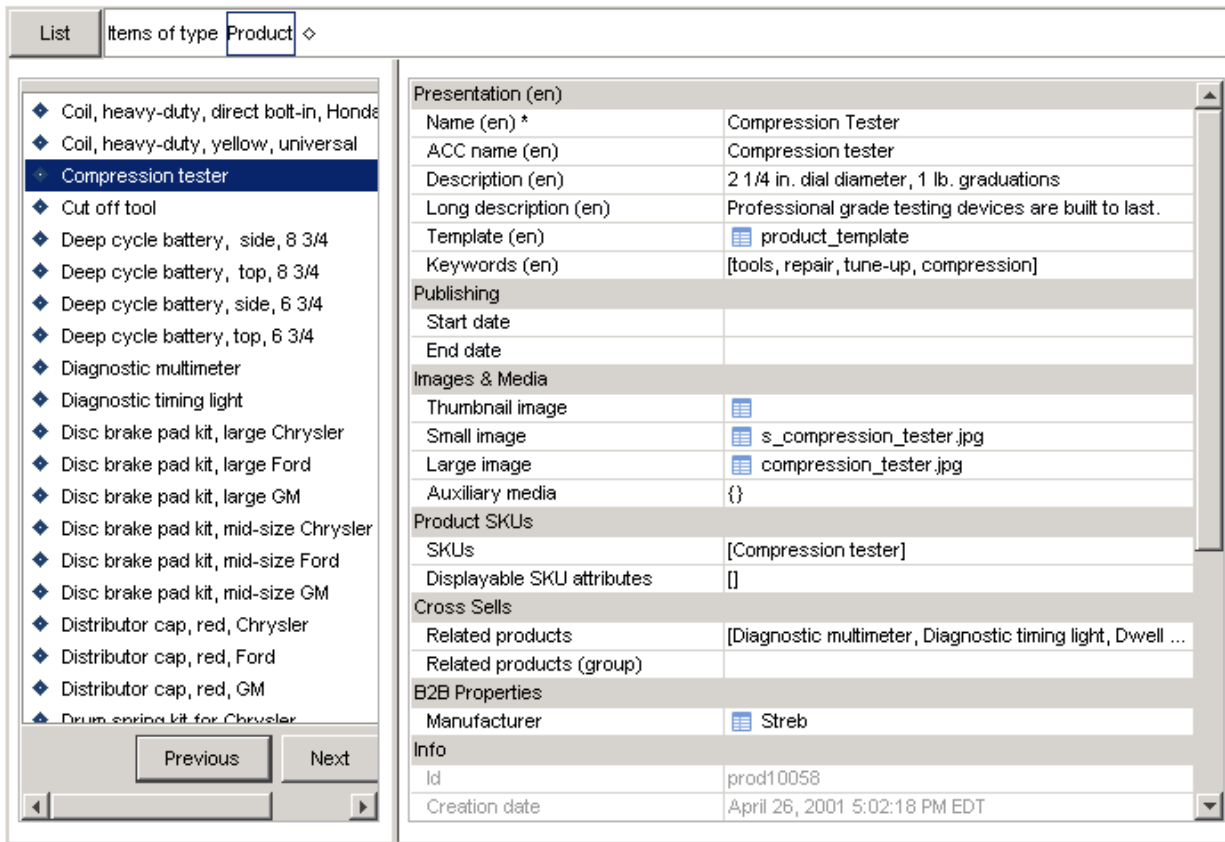 List Items of type Product
Coil, heavy-duty, direct bolt-in, Honda
Coil, heavy-duty, yellow, universal
Compression tester
Cut off tool
Deep cycle battery, side, 8 3/4
Deep cycle battery, top, 8 3/4
Deep cycle battery, side, 6 3/4
Deep cycle battery, top, 6 3/4
Diagnostic multimeter
Diagnostic timing light
Disc brake pad kit, large Chrysler
Disc brake pad kit, large Ford
Disc brake pad kit, large GM
Disc brake pad kit, mid-size Chrysler
Disc brake pad kit, mid-size Ford
Disc brake pad kit, mid-size GM
Distributor cap, red, Chrysler
Distributor cap, red, Ford
Distributor cap, red, GM
Drum spring kit for Chrysler
Previous Next
Presentation (en)
Name (en) * Compression Tester
ACC name (en) Compression tester
Description (en) 2 1/4 in. dial diameter, 1 lb. graduations
Long description (en) Professional grade testing devices are built to last.
Template (en) product_template
Keywords (en) [tools, repair, tune-up, compression]
Publishing
Start date
End date
Images & Media
Thumbnail image
Small image s_compression_tester.jpg
Large image compression_tester.jpg
Auxiliary media {}
Product SKUs
SKUs [Compression tester]
Displayable SKU attributes []
Cross Sells
Related products [Diagnostic multimeter, Diagnostic timing light, Dwell ...
Related products (group)
B2B Properties
Manufacturer Streb
Info
Id prod10058
Creation date April 26, 2001 5:02:18 PM EDT